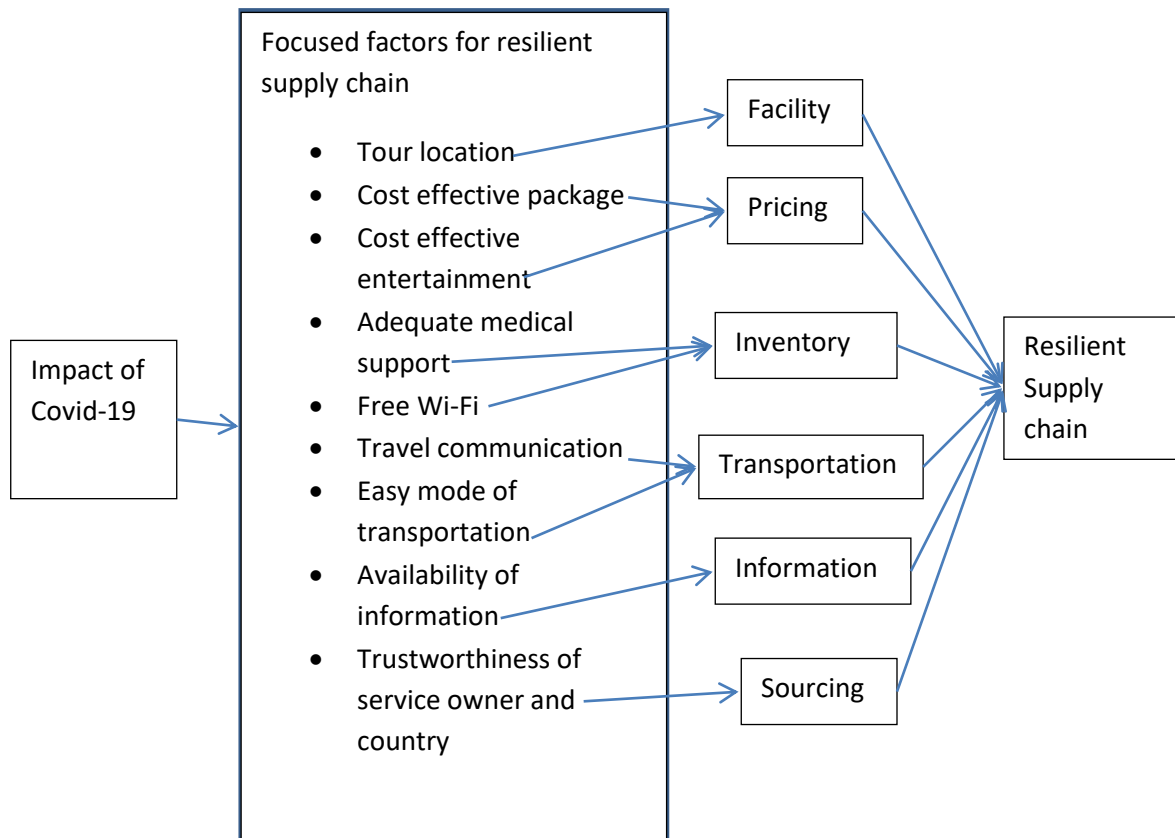 Impact of
Covid-19
Focused factors for resilient
supply chain
• Tour location
• Cost effective package
• Cost effective
entertainment
• Adequate medical
support
• Free Wi-Fi
• Travel communication
• Easy mode of
transportation
• Availability of
information
• Trustworthiness of
service owner and
country
Facility
Pricing
Inventory
Transportation
Information
Sourcing
Resilient
Supply
chain